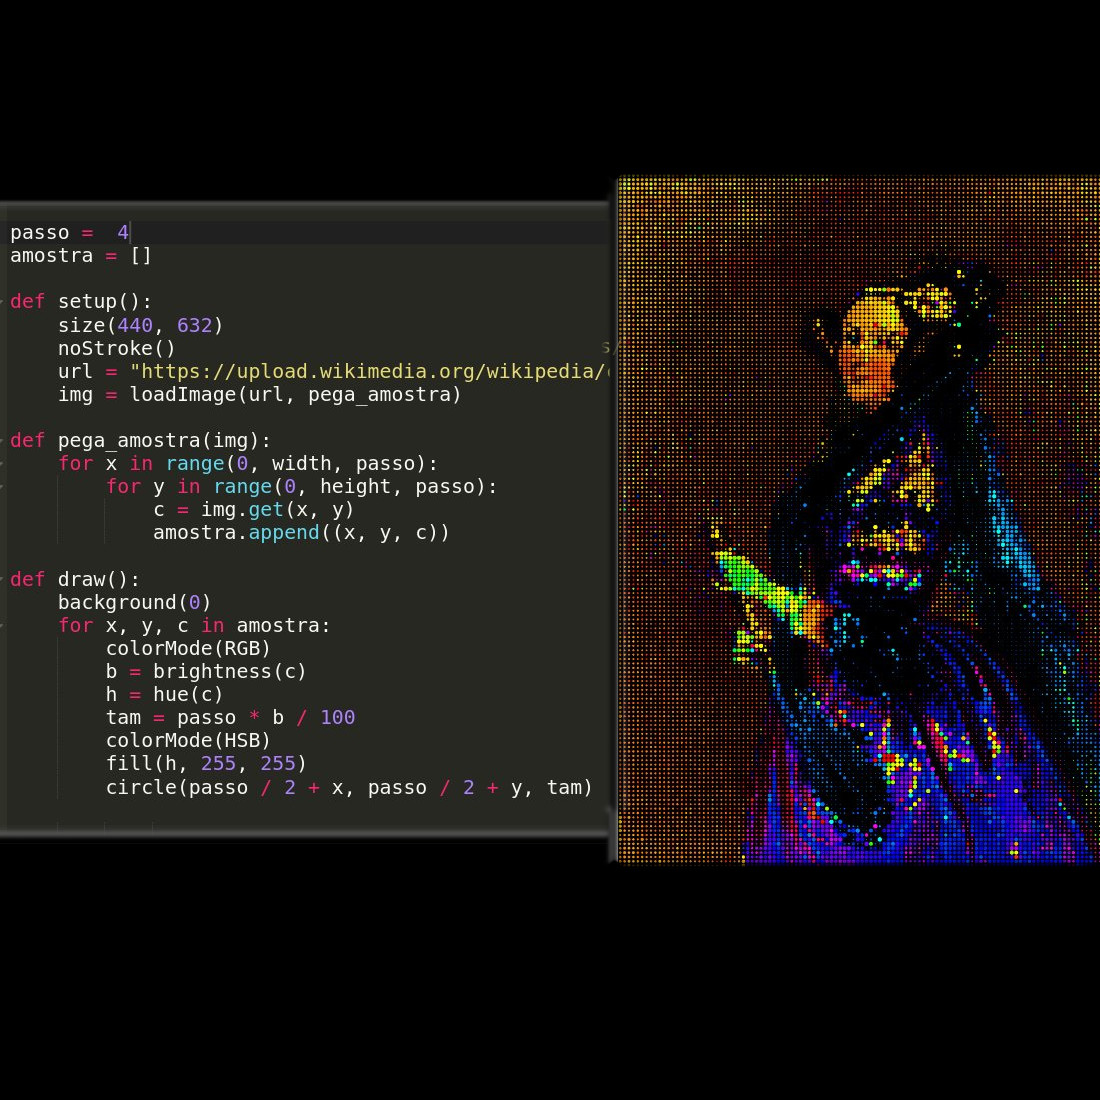 passo =  4
amostra = []
def setup():
    size(440, 632)
    noStroke()
    url = "https://upload.wikimedia.org/wikipedia/
    img = loadImage(url, pega_amostra)
def pega_amostra(img):
    for x in range(0, width, passo):
        for y in range(0, height, passo):
            c = img.get(x, y)
            amostra.append((x, y, c))
def draw():
    background(0)
    for x, y, c in amostra:
        colorMode(RGB)
        b = brightness(c)
        h = hue(c)
        tam = passo * b / 100
        colorMode(HSB)
        fill(h, 255, 255)
        circle(passo / 2 + x, passo / 2 + y, tam)